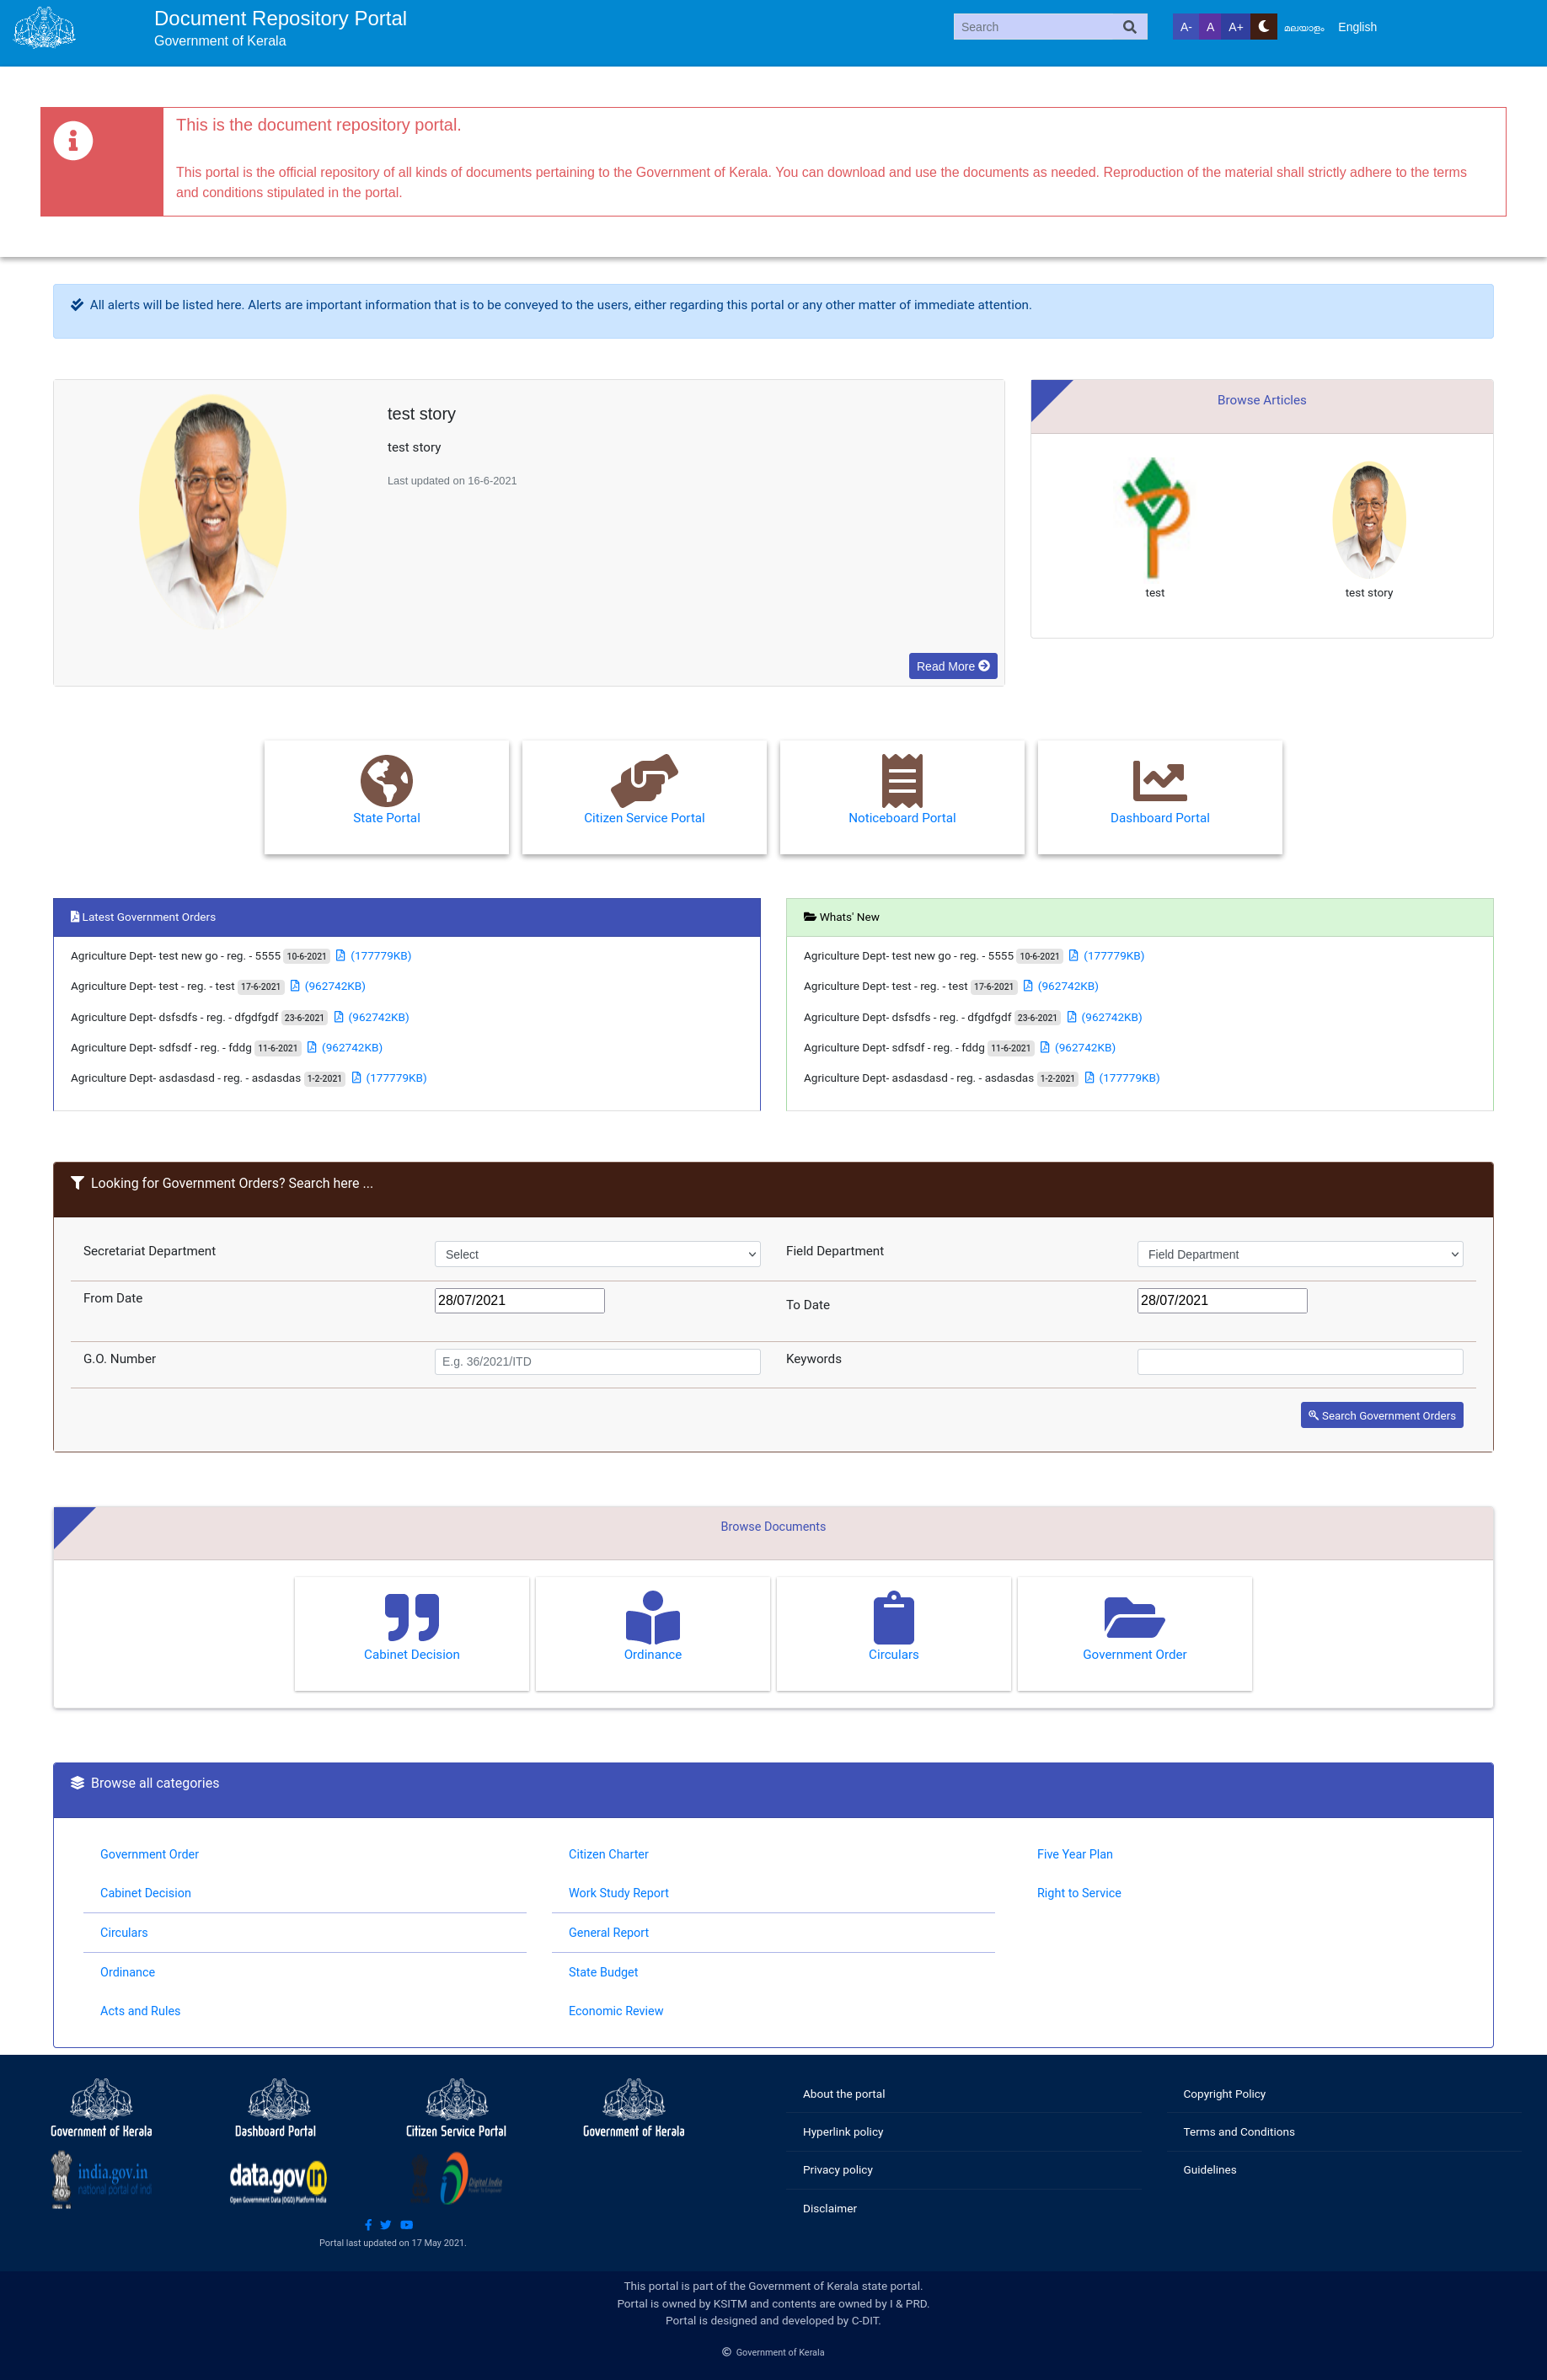 Document Repository Portal
Government of Kerala
Search
A-
A
A+
മലയാളം
English
This is the document repository portal.
This portal is the official repository of all kinds of documents pertaining to the Government of Kerala. You can download and use the documents as needed. Reproduction of the material shall strictly adhere to the terms
and conditions stipulated in the portal.
All alerts will be listed here. Alerts are important information that is to be conveyed to the users, either regarding this portal or any other matter of immediate attention.
test story
test story
Last updated on 16-6-2021
Read More
Browse Articles
test
test story
State Portal
Citizen Service Portal
Noticeboard Portal
Dashboard Portal
Latest Government Orders
Agriculture Dept- test new go - reg. - 5555 10-6-2021 (177779KB)
Agriculture Dept- test - reg. - test 17-6-2021 (962742KB)
Agriculture Dept- dsfsdfs - reg. - dfgdfgdf 23-6-2021 (962742KB)
Agriculture Dept- sdfsdf - reg. - fddg 11-6-2021 (962742KB)
Agriculture Dept- asdasdasd - reg. - asdasdas 1-2-2021 (177779KB)
Whats' New
Agriculture Dept- test new go - reg. - 5555 10-6-2021 (177779KB)
Agriculture Dept- test - reg. - test 17-6-2021 (962742KB)
Agriculture Dept- dsfsdfs - reg. - dfgdfgdf 23-6-2021 (962742KB)
Agriculture Dept- sdfsdf - reg. - fddg 11-6-2021 (962742KB)
Agriculture Dept- asdasdasd - reg. - asdasdas 1-2-2021 (177779KB)
Looking for Government Orders? Search here ...
Secretariat Department
Select
Field Department
Field Department
From Date
28/07/2021
To Date
28/07/2021
G.O. Number
E.g. 36/2021/ITD
Keywords
Search Government Orders
Browse Documents
Cabinet Decision
Ordinance
Circulars
Government Order
Browse all categories
Government Order
Cabinet Decision
Circulars
Ordinance
Acts and Rules
Citizen Charter
Work Study Report
General Report
State Budget
Economic Review
Five Year Plan
Right to Service
Government of Kerala
Dashboard Portal
Citizen Service Portal
Government of Kerala
india.gov.in
national portal of ind
data.gov in
Open Government Data (OGD) Platform India
Digital India
Portal last updated on 17 May 2021.
About the portal
Hyperlink policy
Privacy policy
Disclaimer
Copyright Policy
Terms and Conditions
Guidelines
This portal is part of the Government of Kerala state portal.
Portal is owned by KSITM and contents are owned by I & PRD.
Portal is designed and developed by C-DIT.
© Government of Kerala